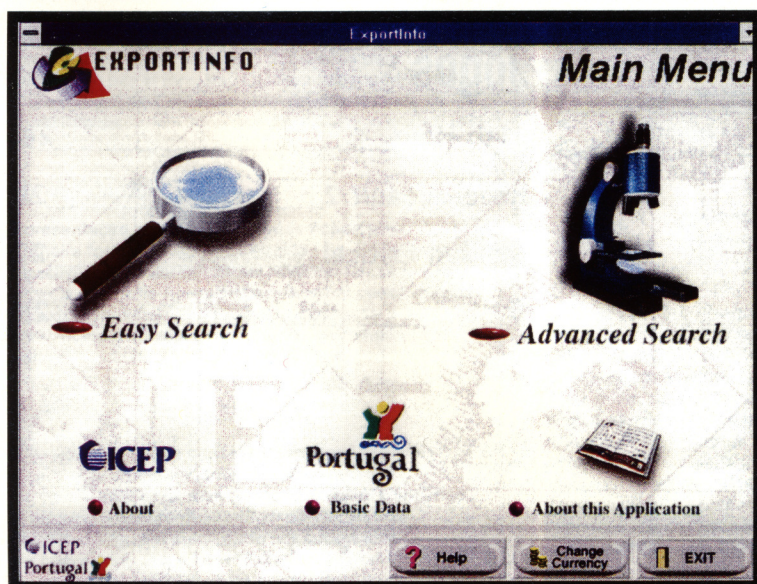 ExportInfo
EXPORTINFO
Main Menu
Easy Search
Advanced Search
ICEP
Portugal
About
Basic Data
About this Application
ICEP
Portugal
Help
Change
Currency
EXIT